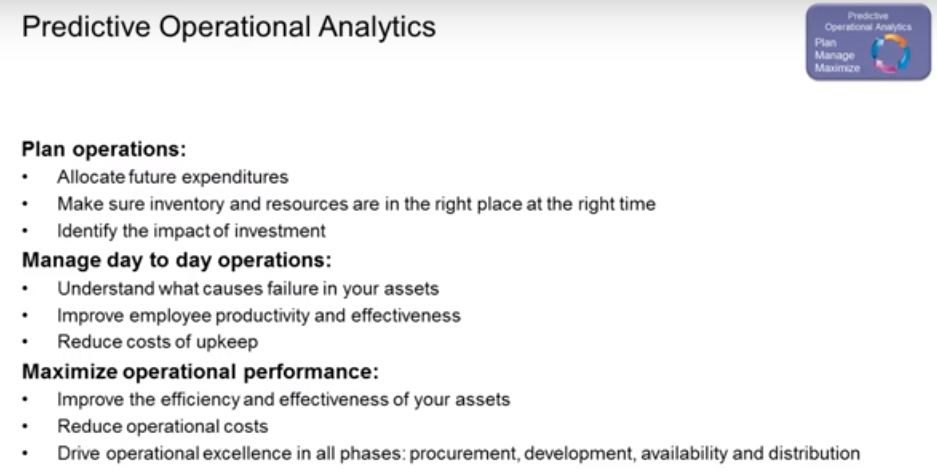 Predictive Operational Analytics
Predictive
Operational Analytics
Plan
Manage
Maximize
Plan operations:
• Allocate future expenditures
• Make sure inventory and resources are in the right place at the right time
• Identify the impact of investment
Manage day to day operations:
• Understand what causes failure in your assets
• Improve employee productivity and effectiveness
• Reduce costs of upkeep
Maximize operational performance:
• Improve the efficiency and effectiveness of your assets
• Reduce operational costs
• Drive operational excellence in all phases: procurement, development, availability and distribution